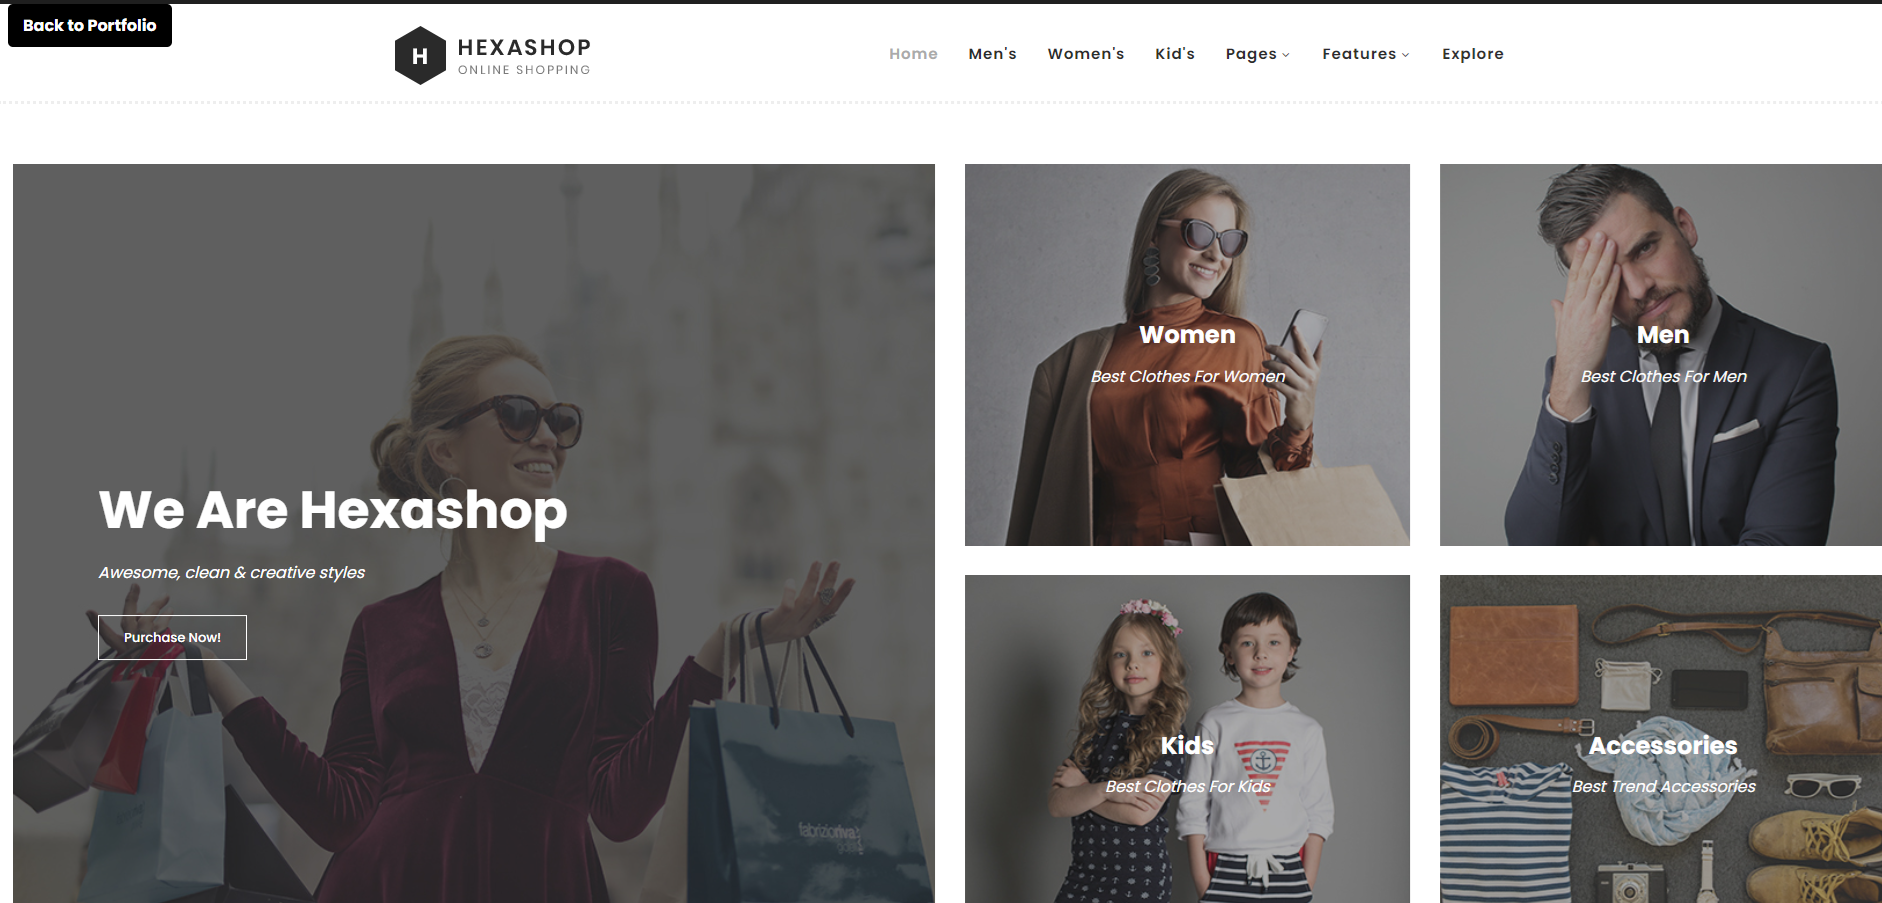 Back to Portfolio
H
HEXASHOP
ONLINE SHOPPING
Home Men's Women's Kid's Pages Features Explore
We Are Hexashop
Awesome, clean & creative styles
Purchase Now!
fabrizioriva
Women
Best Clothes For Women
Men
Best Clothes For Men
Kids
Best Clothes For Kids
Accessories
Best Trend Accessories